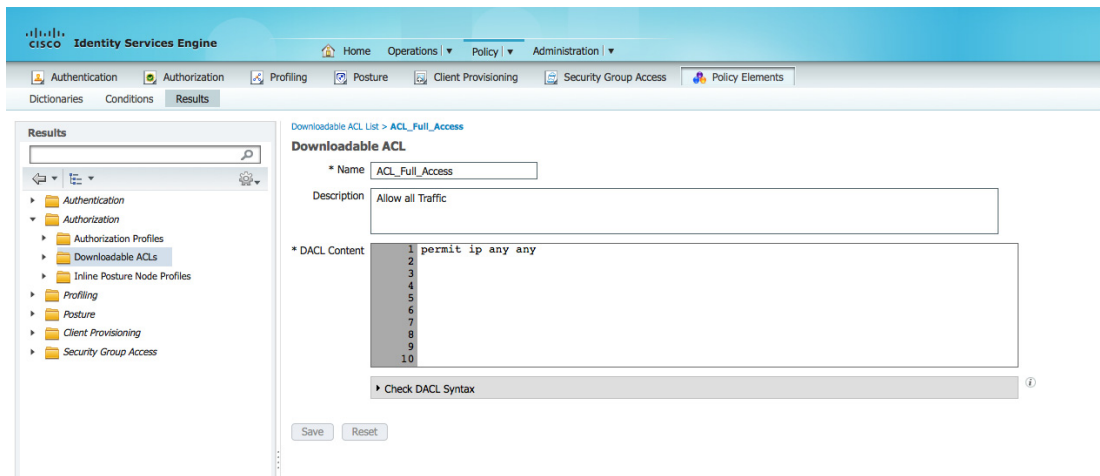 cisco Identity Services Engine
Home Operations | Policy | Administration |
Authentication Authorization Profiling Posture Client Provisioning Security Group Access Policy Elements
Dictionaries Conditions Results
Results
Authentication
Authorization
Authorization Profiles
Downloadable ACLs
Inline Posture Node Profiles
Profiling
Posture
Client Provisioning
Security Group Access
Downloadable ACL List > ACL_Full_Access
Downloadable ACL
* Name ACL_Full_Access
Description Allow all Traffic
* DACL Content 1 permit ip any any
2
3
4
5
6
7
8
9
10
Check DACL Syntax
i
Save Reset